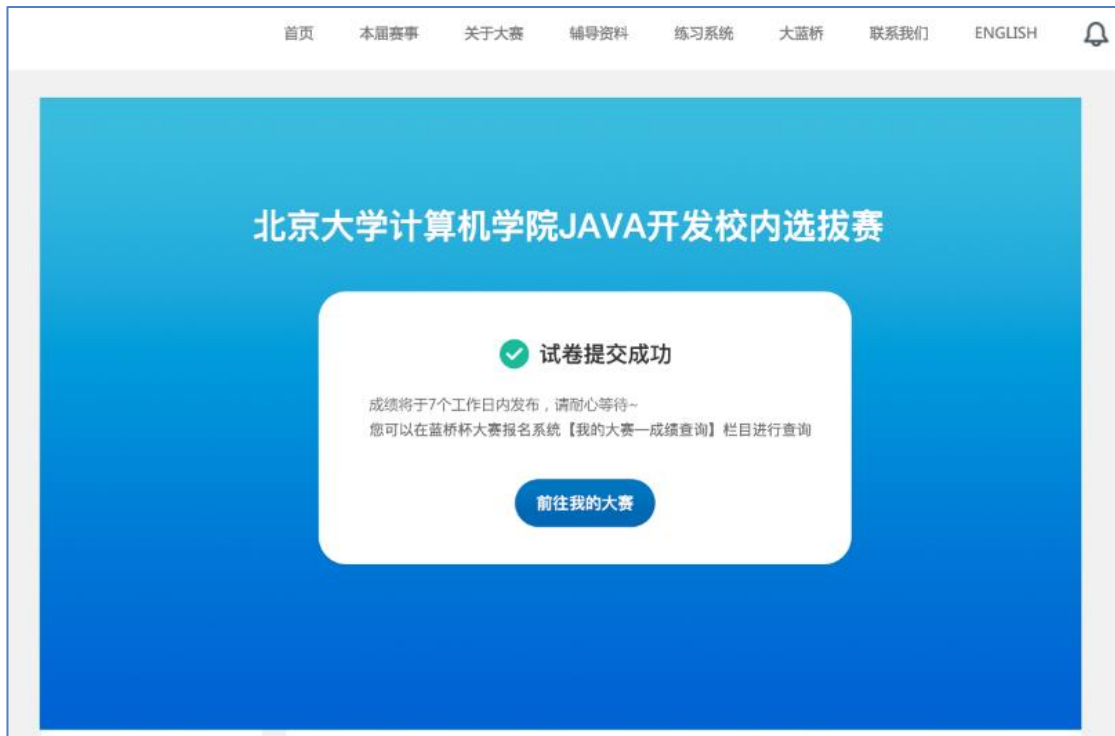 首页 本届赛事 关于大赛 辅导资料 练习系统 大蓝桥 联系我们 ENGLISH
北京大学计算机学院JAVA开发校内选拔赛
试卷提交成功
成绩将于7个工作日内发布，请耐心等待~
您可以在蓝桥杯大赛报名系统【我的大赛—成绩查询】栏目进行查询
前往我的大赛